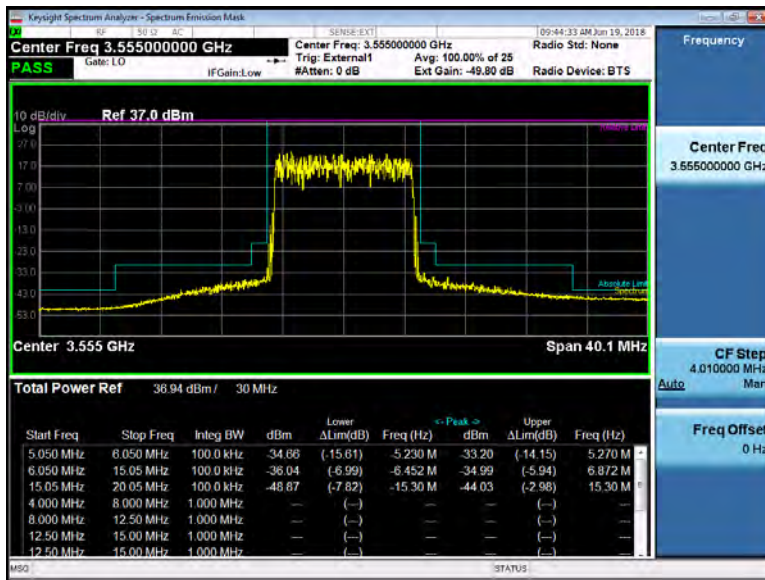 Keysight Spectrum Analyzer - Spectrum Emission Mask
RF 50 Ω AC SENSE:EXT 09:44:33 AM Jun 19, 2018
Center Freq 3.555000000 GHz
Center Freq: 3.555000000 GHz Radio Std: None
Gate: LO Trig: External1 Avg: 100.00% of 25
PASS IFGain:Low #Atten: 0 dB Ext Gain: -49.80 dB Radio Device: BTS
10 dB/div Ref 37.0 dBm
Log
27.0
17.0
7.00
-3.00
-13.0
-23.0
-33.0
-43.0
-53.0
Absolute Limit
Spectrum
Center 3.555 GHz Span 40.1 MHz
Total Power Ref 36.94 dBm / 30 MHz
Lower <- Peak -> Upper
Start Freq Stop Freq Integ BW dBm ΔLim(dB) Freq (Hz) dBm ΔLim(dB) Freq (Hz)
5.050 MHz 6.050 MHz 100.0 kHz -34.66 (-15.61) -5.230 M -33.20 (-14.15) 5.270 M
6.050 MHz 15.05 MHz 100.0 kHz -36.04 (-6.99) -6.452 M -34.99 (-5.94) 6.872 M
15.05 MHz 20.05 MHz 100.0 kHz -48.87 (-7.82) -15.30 M -44.03 (-2.98) 15.30 M
4.000 MHz 8.000 MHz 1.000 MHz --- (---) --- --- (---) ---
8.000 MHz 12.50 MHz 1.000 MHz --- (---) --- --- (---) ---
12.50 MHz 15.00 MHz 1.000 MHz --- (---) --- --- (---) ---
12.50 MHz 15.00 MHz 1.000 MHz --- (---) --- --- (---) ---
MSG STATUS
Frequency
Center Freq
3.555000000 GHz
CF Step
4.010000 MHz
Auto Man
Freq Offset
0 Hz